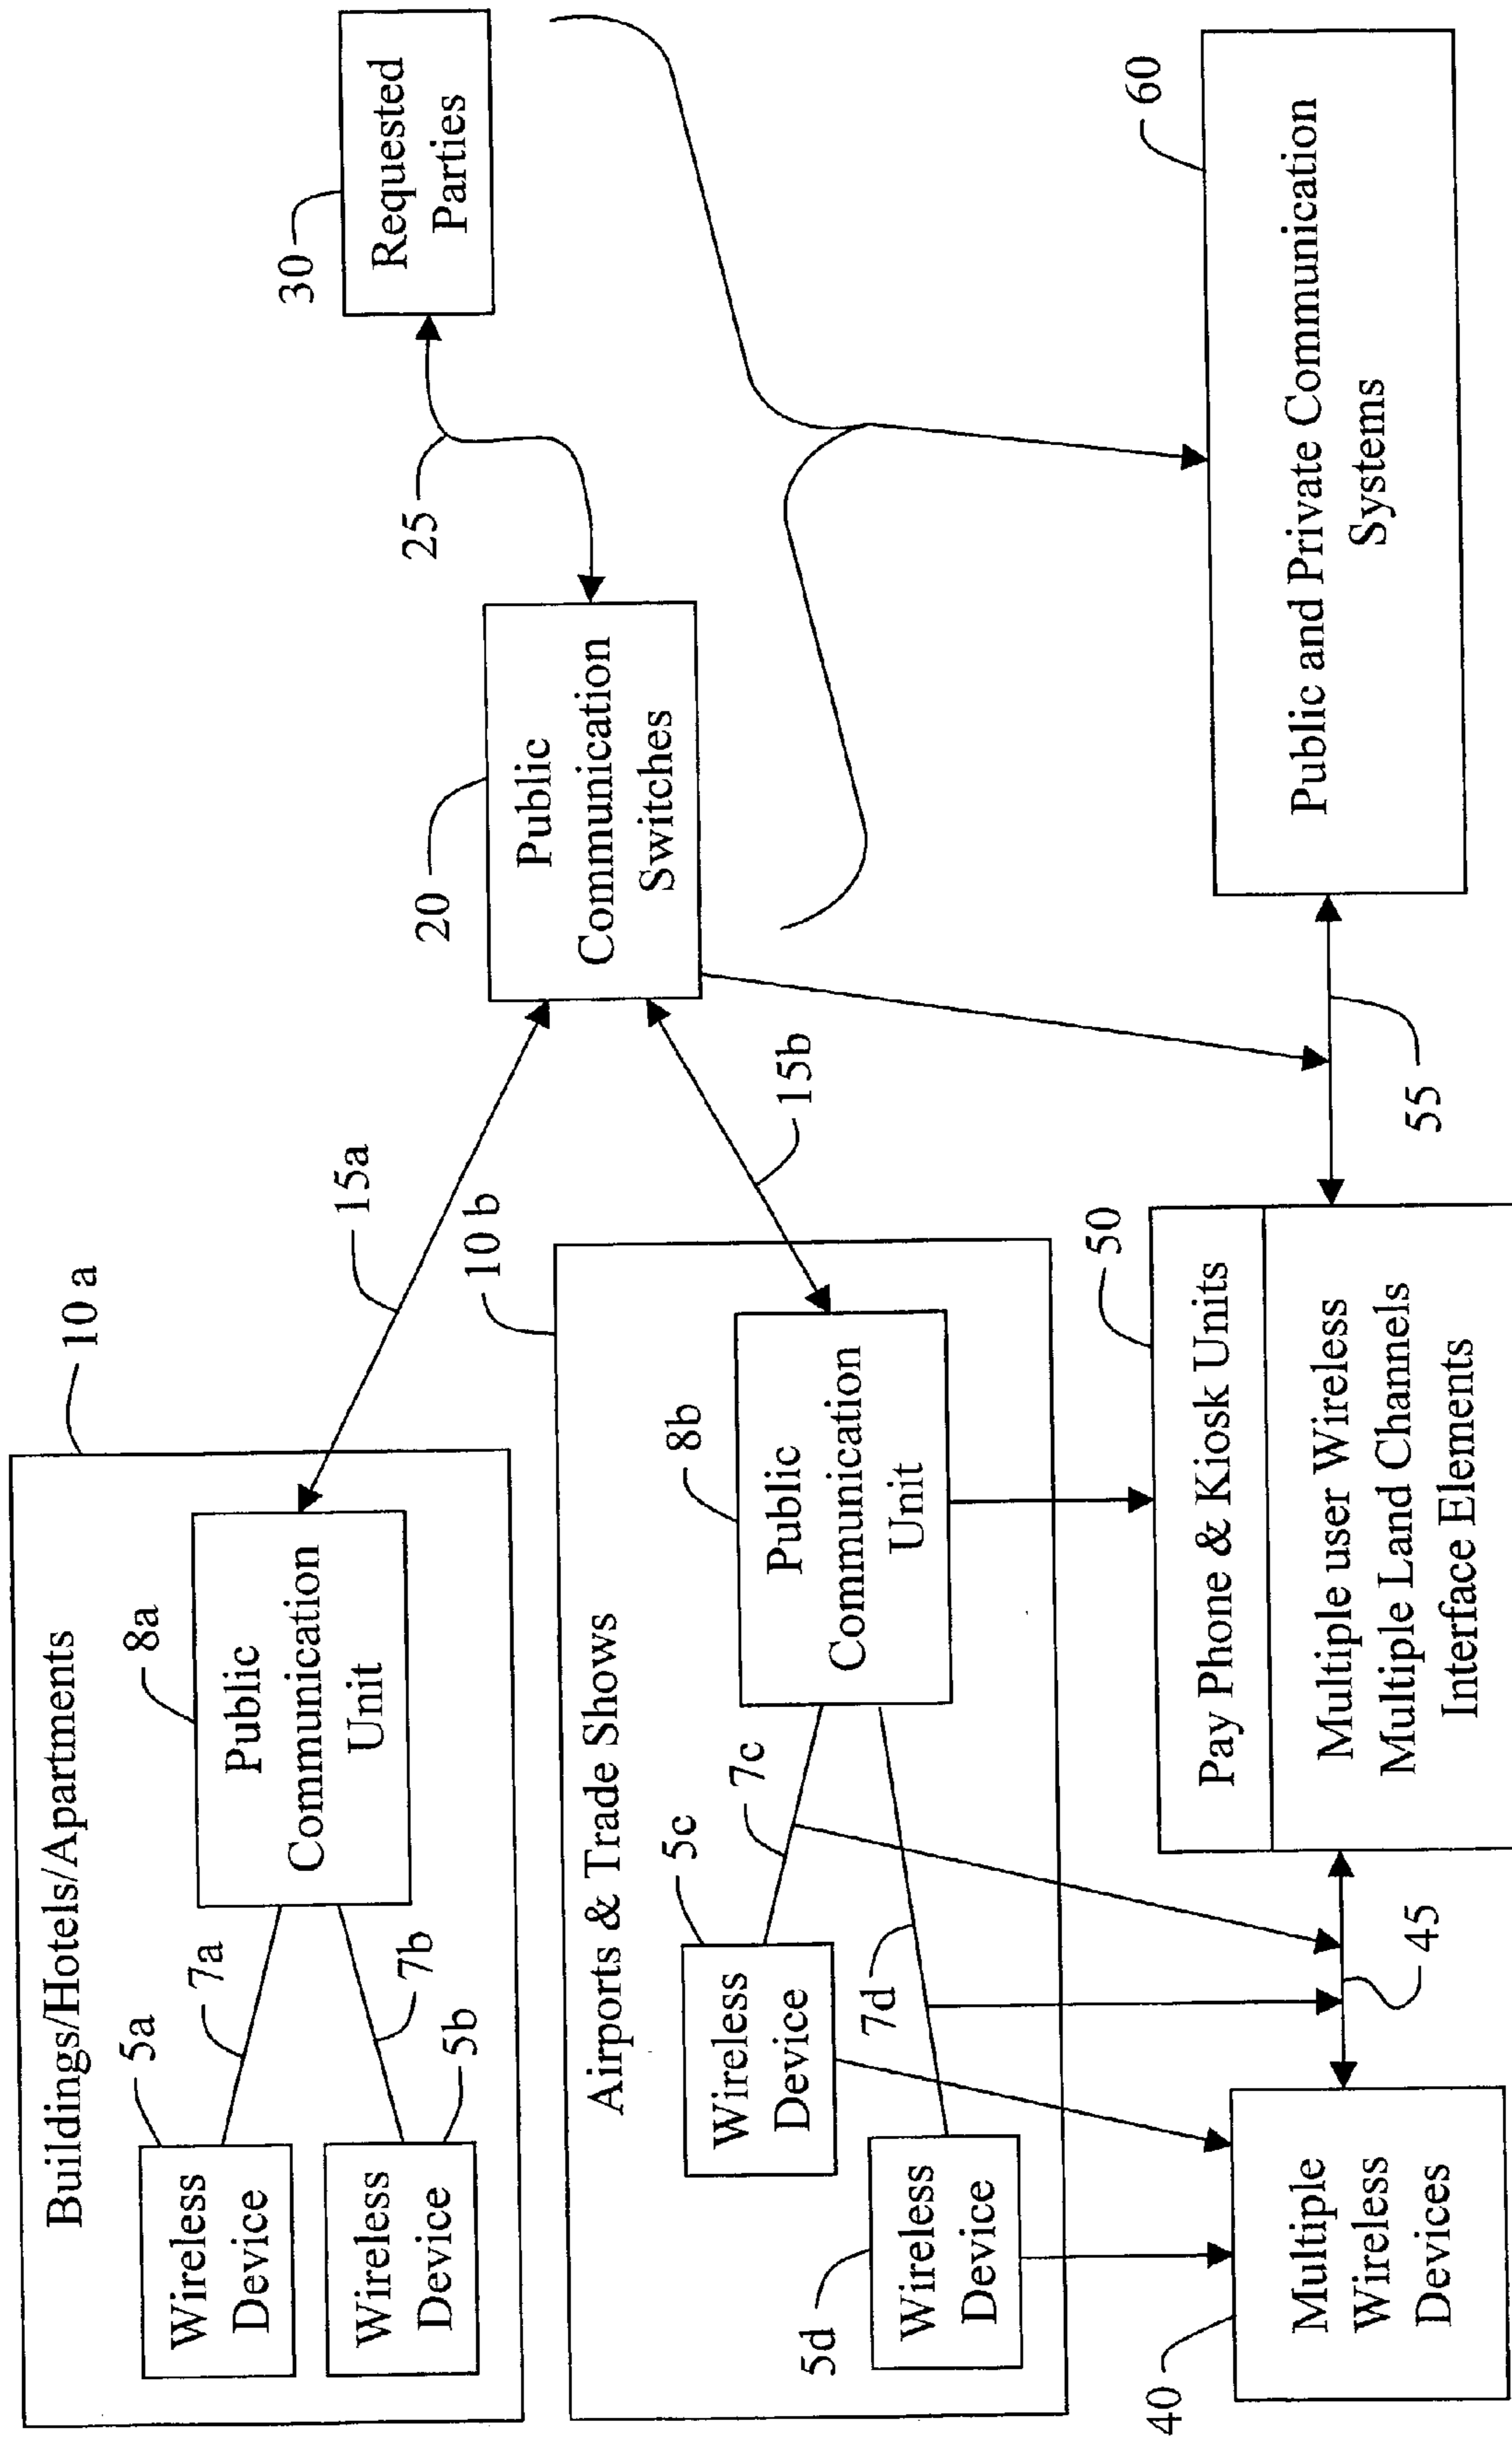 Buildings/Hotels/Apartments
10 a
Wireless
Device
5a
7a
Wireless
Device
5b
7b
8a
Public
Communication
Unit
15a
20
Public
Communication
Switches
25
30
Requested
Parties
Airports & Trade Shows
10 b
5c
Wireless
Device
7c
5d
Wireless
Device
7d
8b
Public
Communication
Unit
15b
40
Multiple
Wireless
Devices
45
50
Pay Phone & Kiosk Units
Multiple user Wireless
Multiple Land Channels
Interface Elements
55
60
Public and Private Communication
Systems